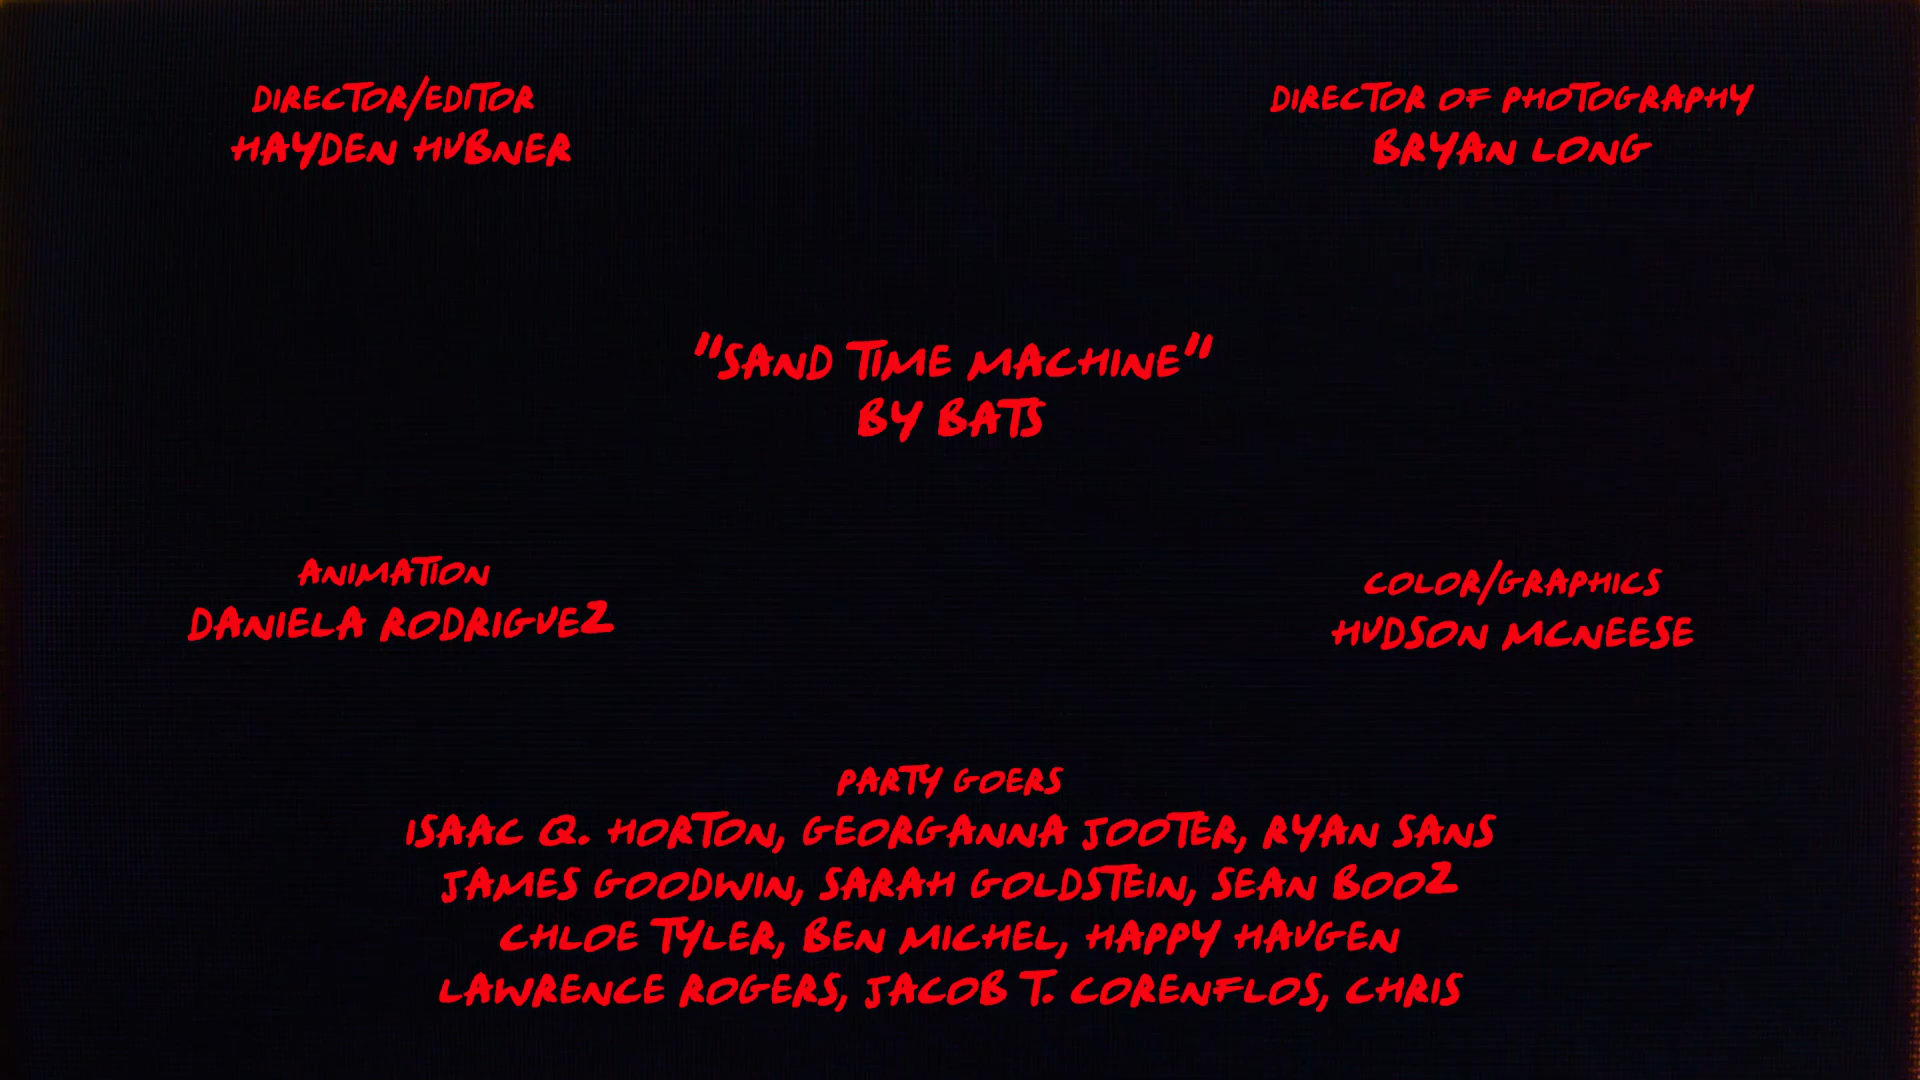 DIRECTOR/EDITOR
HAYDEN HUBNER
DIRECTOR OF PHOTOGRAPHY
BRYAN LONG
"SAND TIME MACHINE"
BY BATS
ANIMATION
DANIELA RODRIGUEZ
COLOR/GRAPHICS
HUDSON MCNEESE
PARTY GOERS
ISAAC Q. HORTON, GEORGANNA JOOTER, RYAN SANS
JAMES GOODWIN, SARAH GOLDSTEIN, SEAN BOOZ
CHLOE TYLER, BEN MICHEL, HAPPY HAUGEN
LAWRENCE ROGERS, JACOB T. CORENFLOS, CHRIS